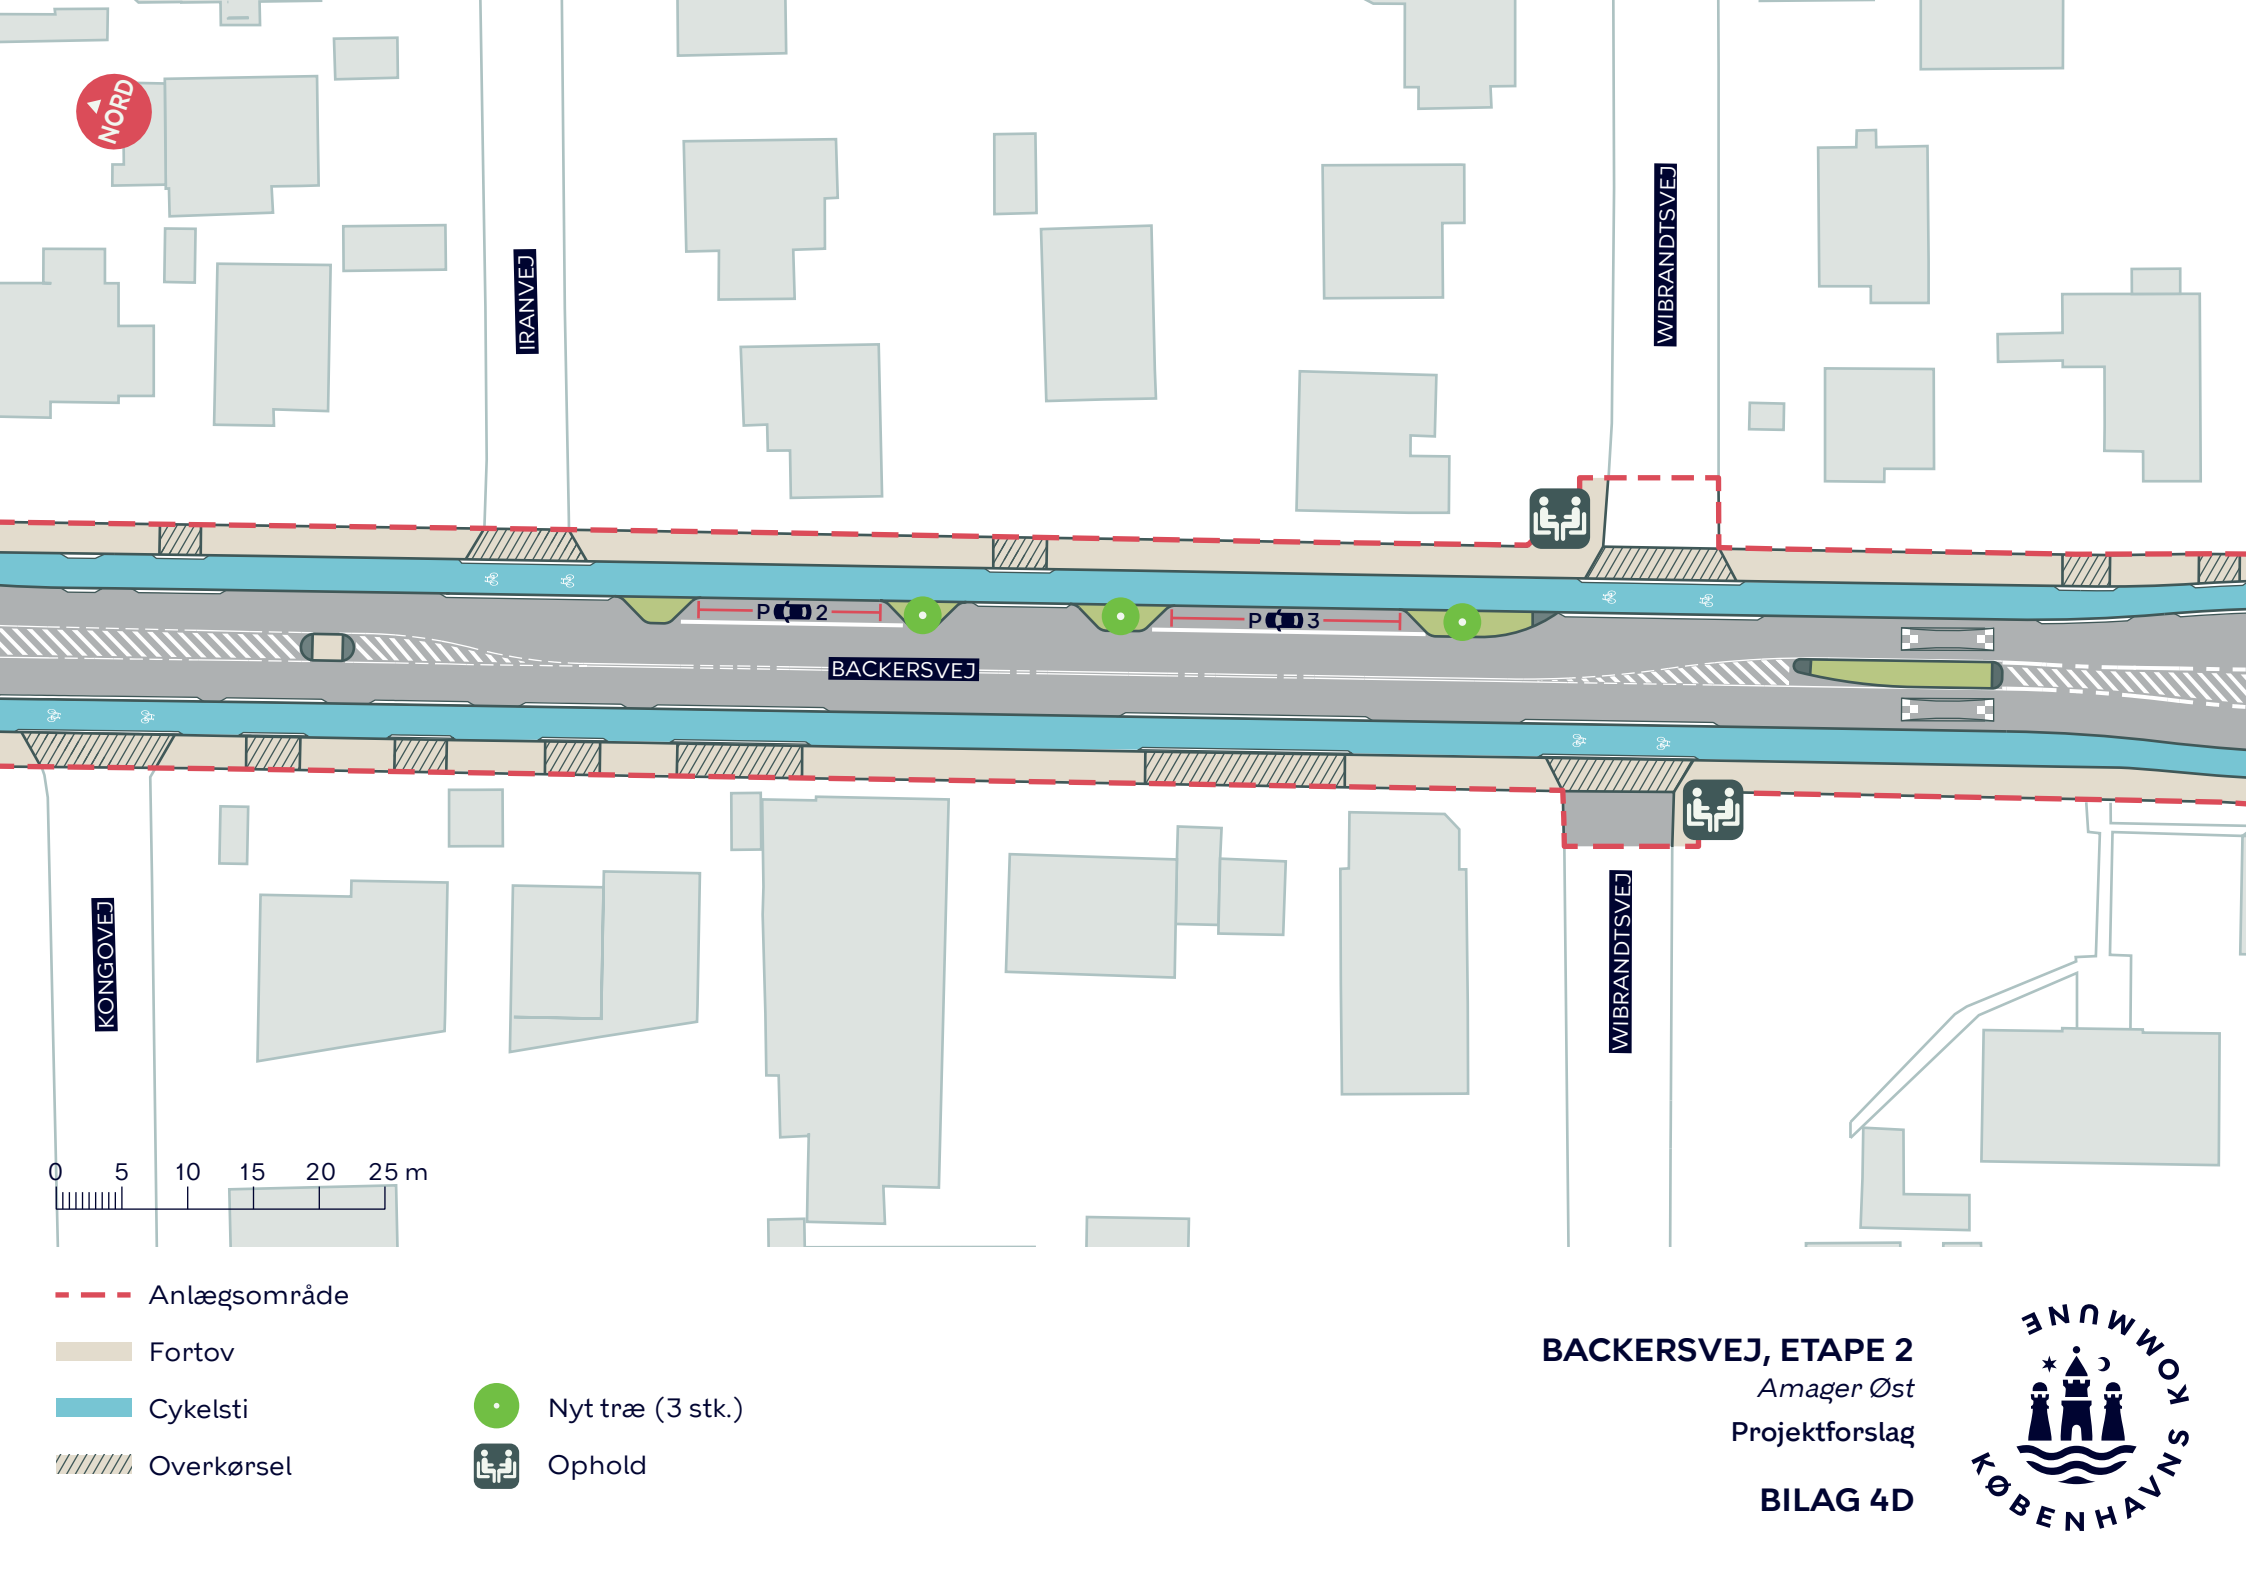 NORD
IRANVEJ
WIBRANDTSVEJ
P 2
P 3
BACKERSVEJ
KONGOVEJ
WIBRANDTSVEJ
0 5 10 15 20 25 m
Anlægsområde
Fortov
Cykelsti
Overkørsel
Nyt træ (3 stk.)
Ophold
BACKERSVEJ, ETAPE 2
Amager Øst
Projektforslag
BILAG 4D
KØBENHAVNS KOMMUNE